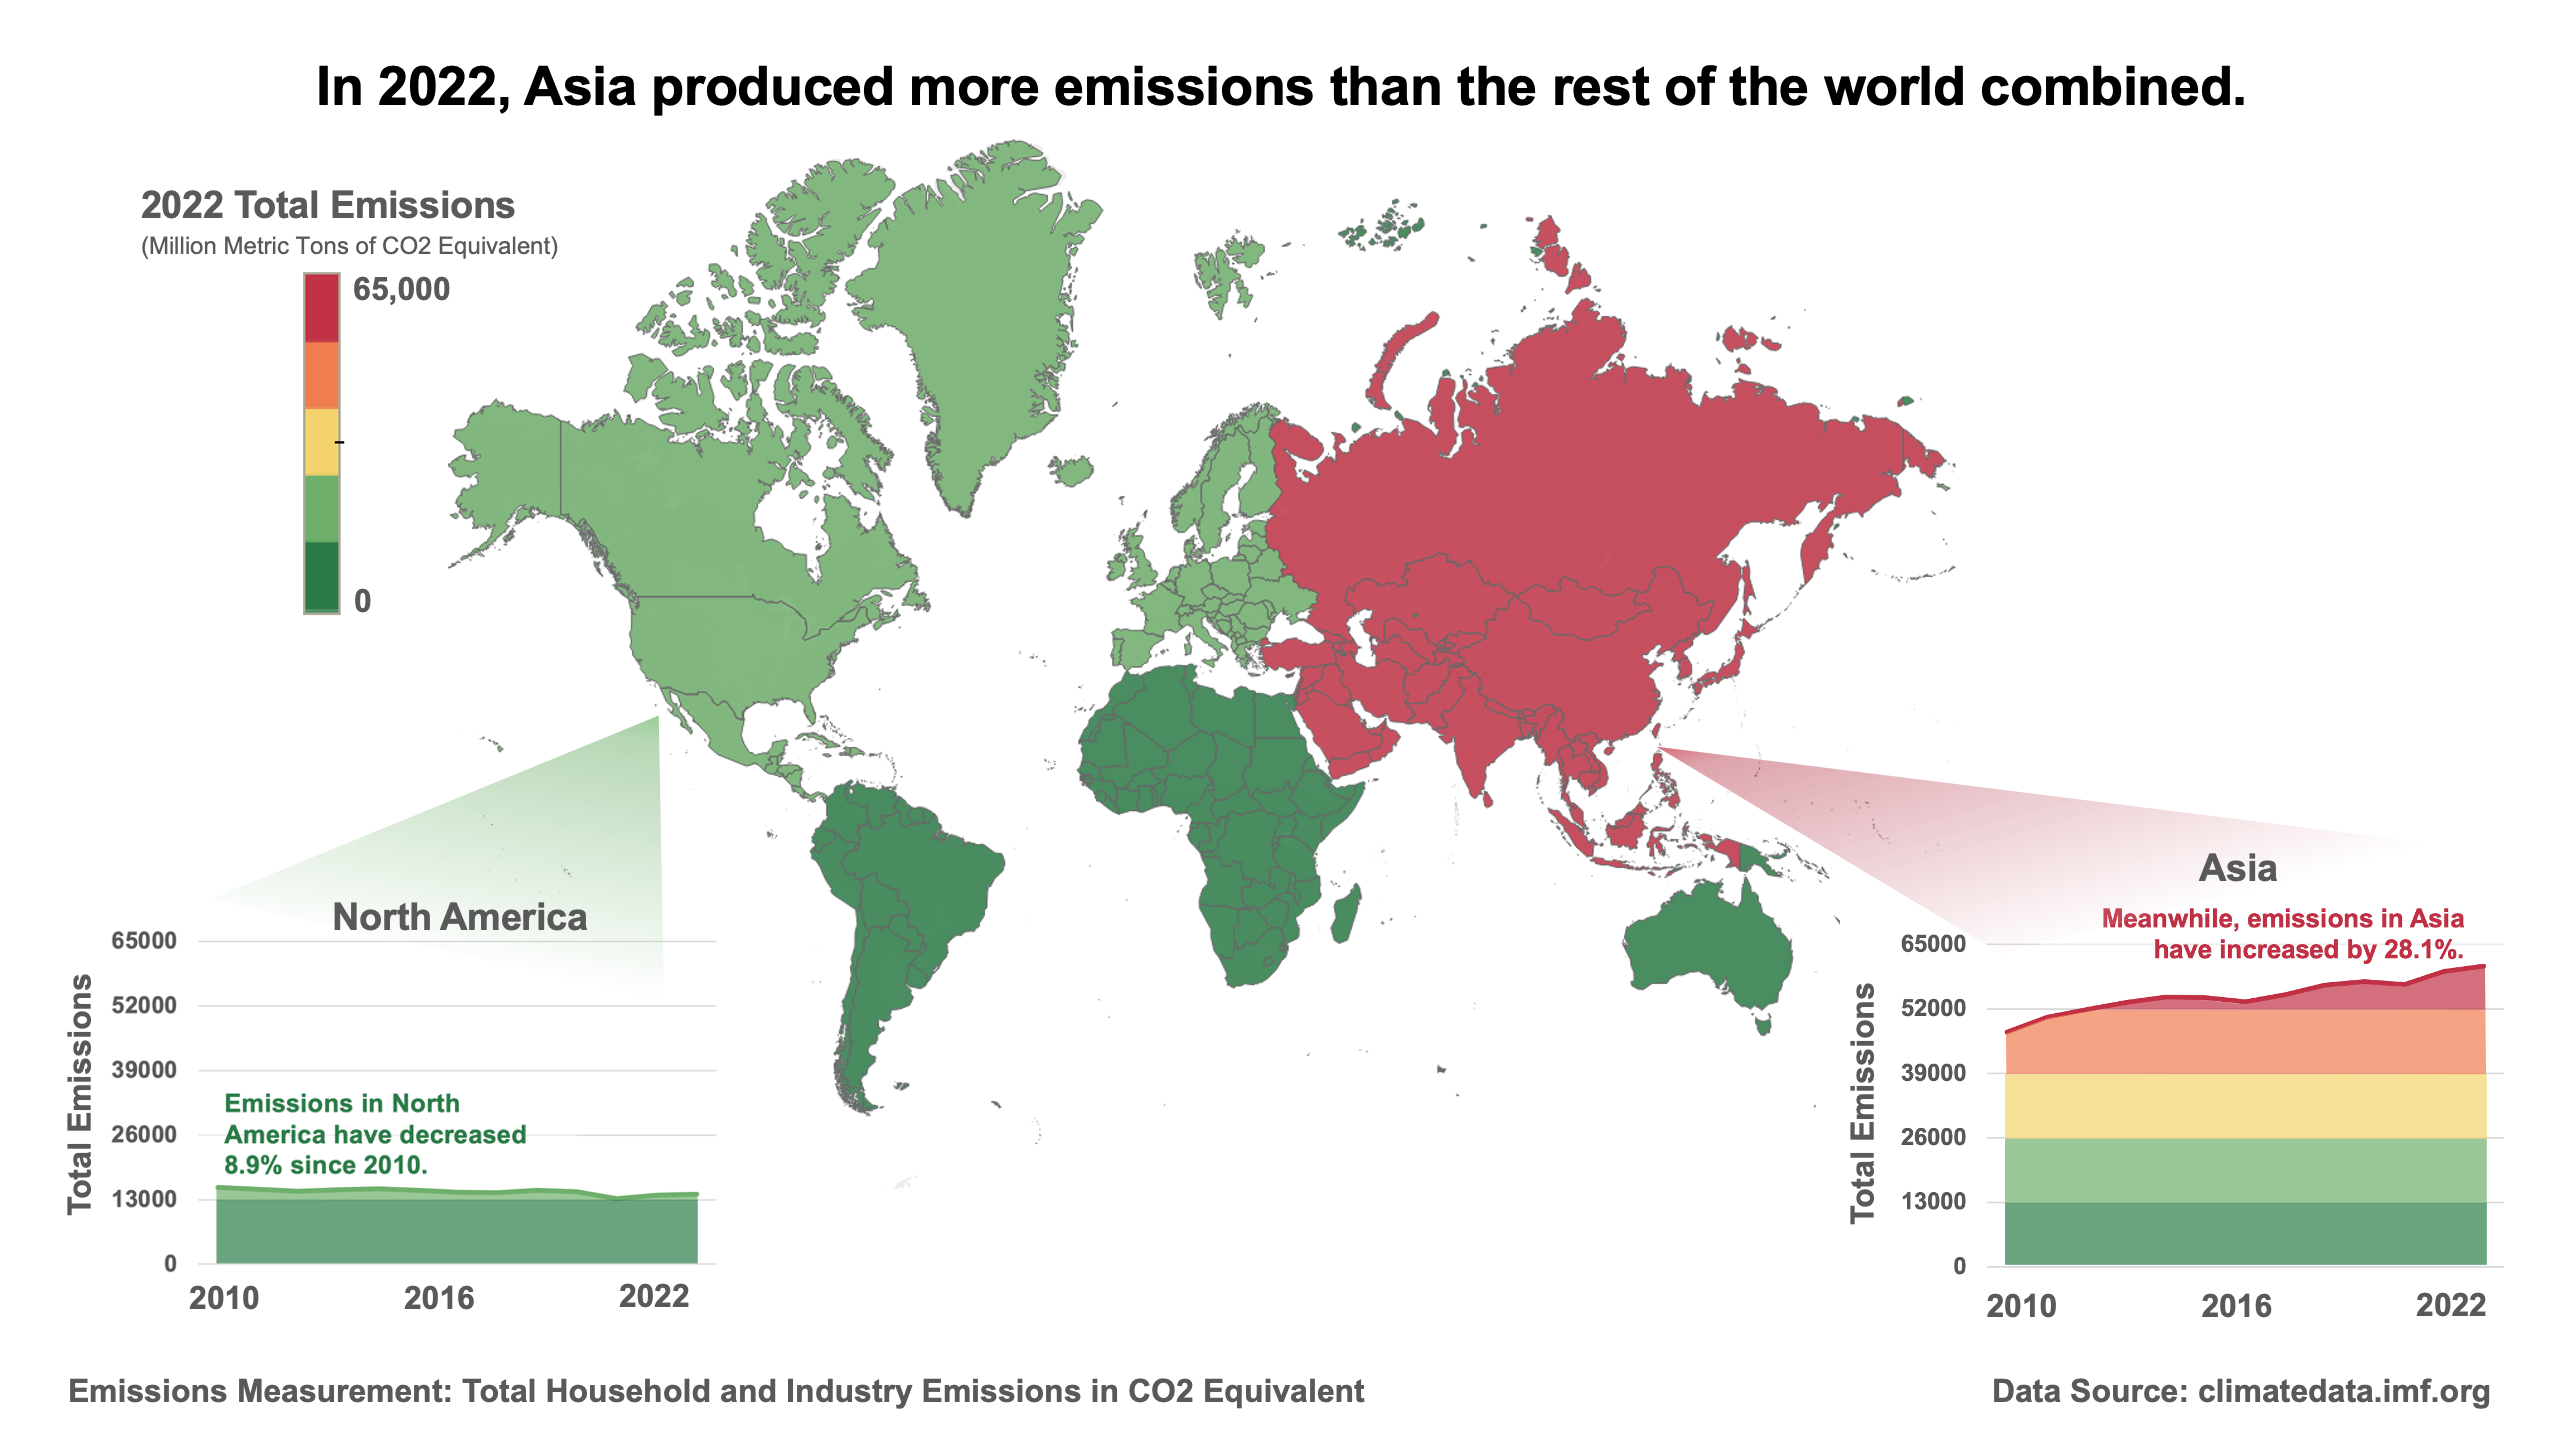 In 2022, Asia produced more emissions than the rest of the world combined.
2022 Total Emissions
(Million Metric Tons of CO2 Equivalent)
65,000
0
North America
65000
52000
39000
26000
13000
0
Total Emissions
Emissions in North
America have decreased
8.9% since 2010.
2010
2016
2022
Asia
Meanwhile, emissions in Asia
have increased by 28.1%.
65000
52000
39000
26000
13000
0
Total Emissions
2010
2016
2022
Emissions Measurement: Total Household and Industry Emissions in CO2 Equivalent
Data Source: climatedata.imf.org